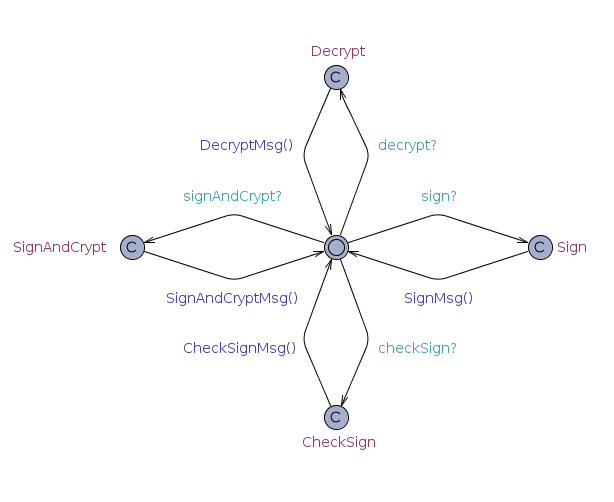 Decrypt
C
DecryptMsg()
decrypt?
signAndCrypt?
sign?
SignAndCrypt
C
C
Sign
SignAndCryptMsg()
SignMsg()
CheckSignMsg()
checkSign?
C
CheckSign